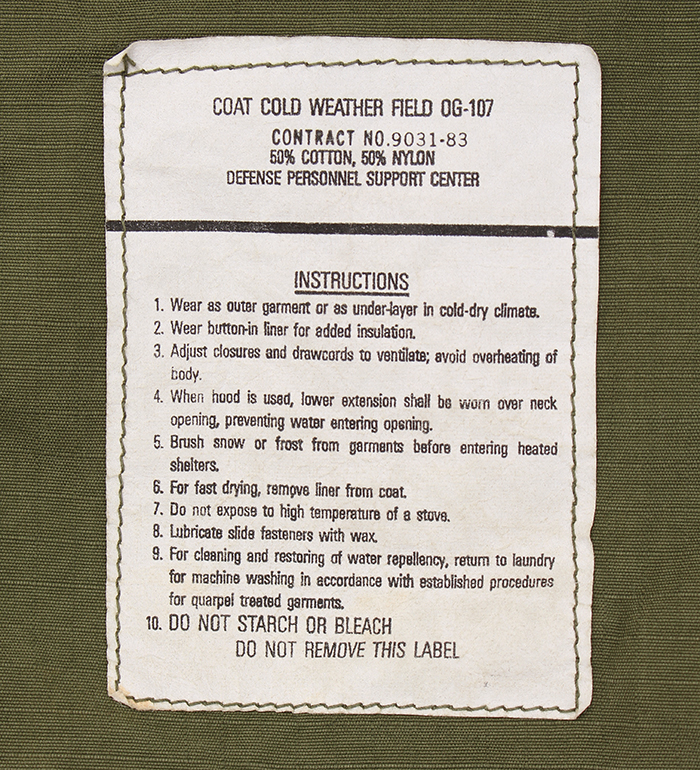 COAT COLD WEATHER FIELD OG-107
CONTRACT NO.9031-83
50% COTTON, 50% NYLON
DEFENSE PERSONNEL SUPPORT CENTER
INSTRUCTIONS
1. Wear as outer garment or as under-layer in cold-dry climate.
2. Wear button-in liner for added insulation.
3. Adjust closures and drawcords to ventilate; avoid overheating of
body.
4. When hood is used, lower extension shall be worn over neck
opening, preventing water entering opening.
5. Brush snow or frost from garments before entering heated
shelters.
6. For fast drying, remove liner from coat.
7. Do not expose to high temperature of a stove.
8. Lubricate slide fasteners with wax.
9. For cleaning and restoring of water repellency, return to laundry
for machine washing in accordance with established procedures
for quarpel treated garments.
10. DO NOT STARCH OR BLEACH
DO NOT REMOVE THIS LABEL